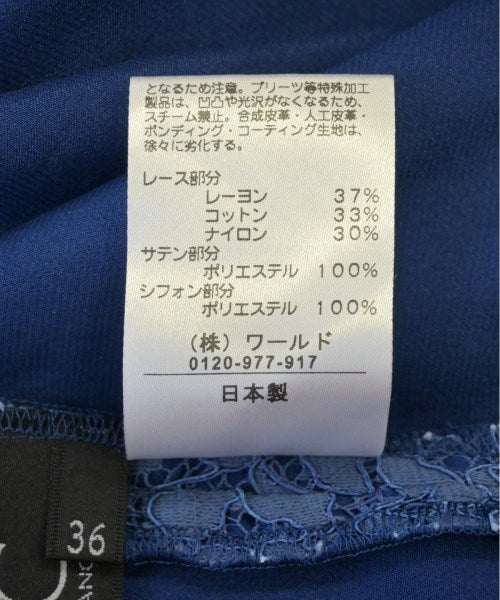 となるため注意。プリーツ等特殊加工
製品は、凹凸や光沢がなくなるため、
スチーム禁止。合成皮革・人工皮革・
ボンディング・コーティング生地は、
徐々に劣化する。
レース部分
レーヨン 37%
コットン 33%
ナイロン 30%
サテン部分
ポリエステル 100%
シフォン部分
ポリエステル 100%
(株) ワールド
0120-977-917
日本製
36